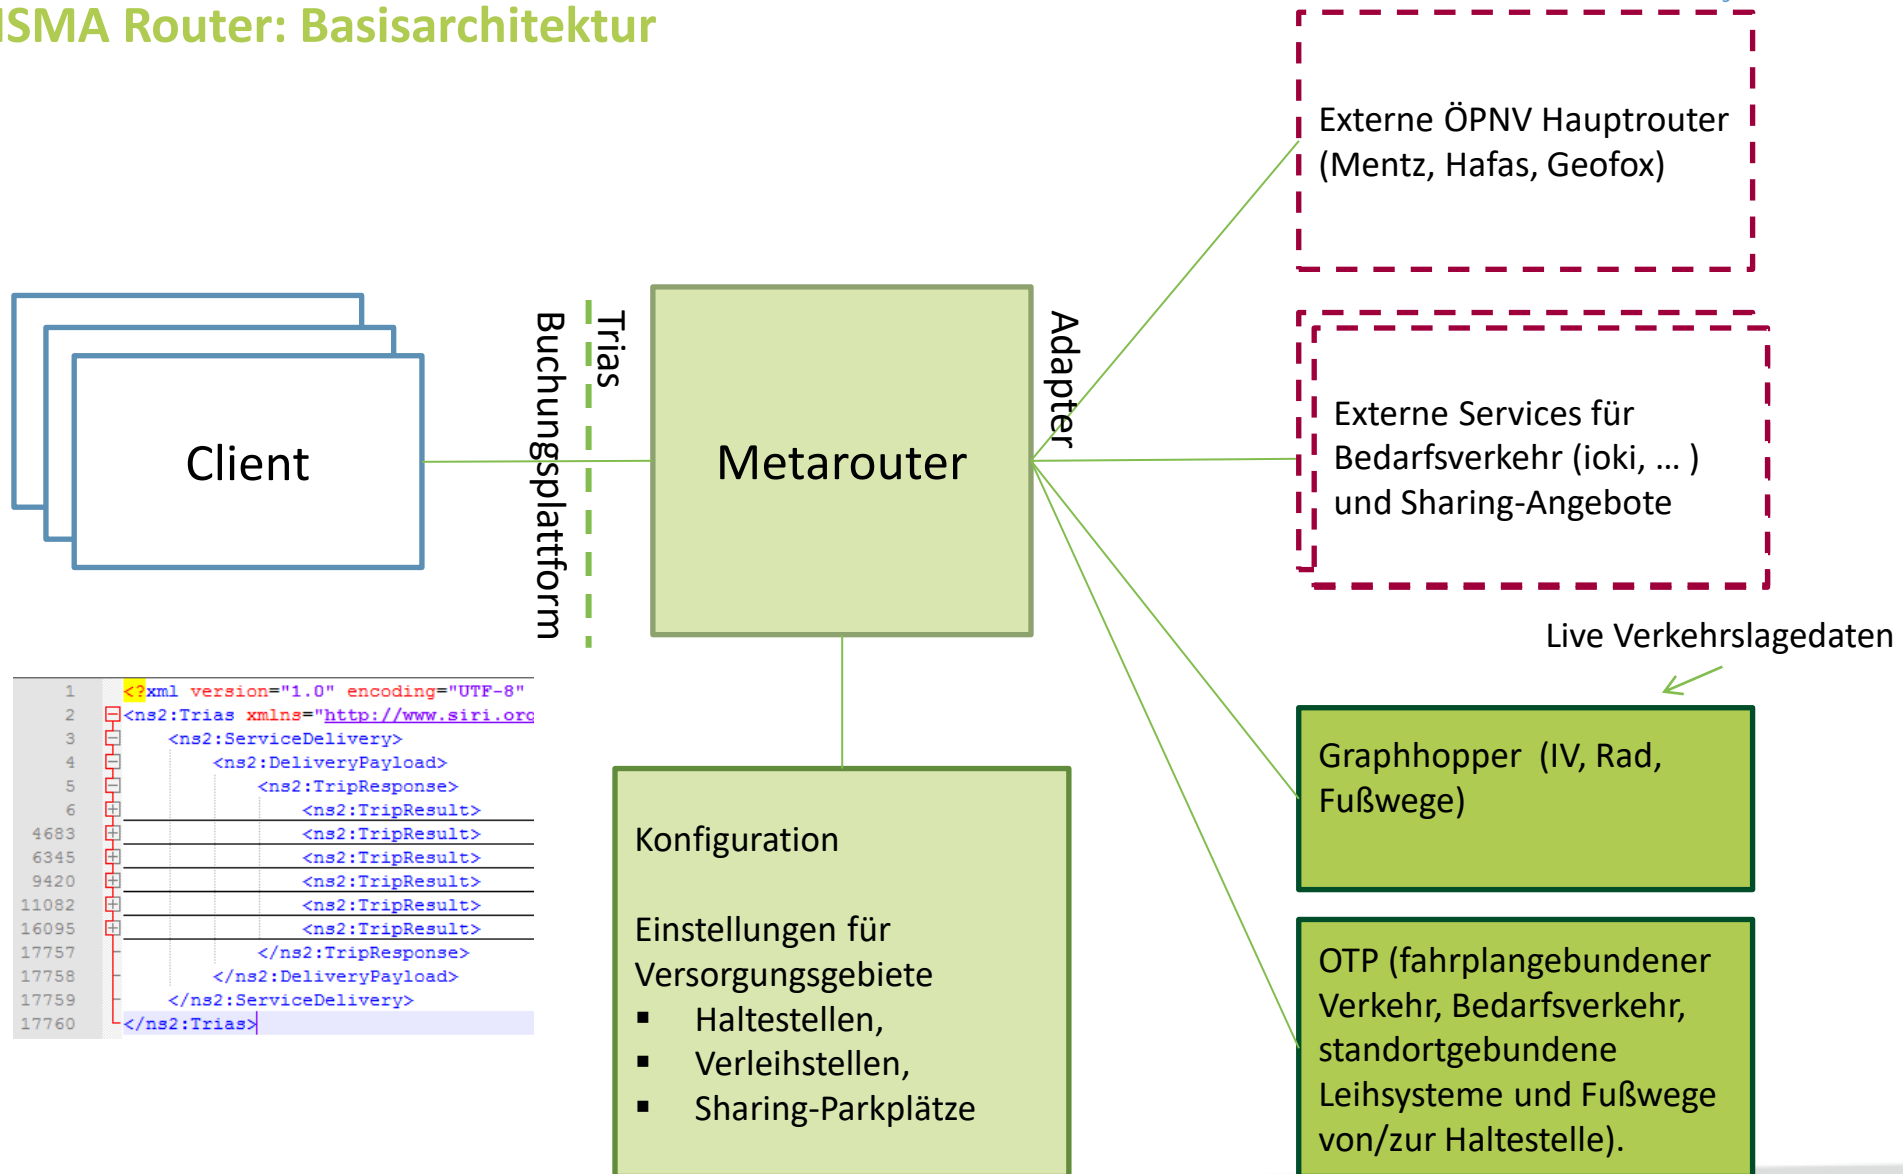 ISMA Router: Basisarchitektur
Externe ÖPNV Hauptrouter
(Mentz, Hafas, Geofox)
Client
Buchungsplattform
Trias
Metarouter
Adapter
Externe Services für
Bedarfsverkehr (ioki, … )
und Sharing-Angebote
Live Verkehrslagedaten
Graphhopper (IV, Rad,
Fußwege)
OTP (fahrplangebundener
Verkehr, Bedarfsverkehr,
standortgebundene
Leihsysteme und Fußwege
von/zur Haltestelle).
Konfiguration
Einstellungen für
Versorgungsgebiete
▪ Haltestellen,
▪ Verleihstellen,
▪ Sharing-Parkplätze
1 <?xml version="1.0" encoding="UTF-8"
2 <ns2:Trias xmlns="http://www.siri.org
3 <ns2:ServiceDelivery>
4 <ns2:DeliveryPayload>
5 <ns2:TripResponse>
6 <ns2:TripResult>
4683 <ns2:TripResult>
6345 <ns2:TripResult>
9420 <ns2:TripResult>
11082 <ns2:TripResult>
16095 <ns2:TripResult>
17757 </ns2:TripResponse>
17758 </ns2:DeliveryPayload>
17759 </ns2:ServiceDelivery>
17760 </ns2:Trias>